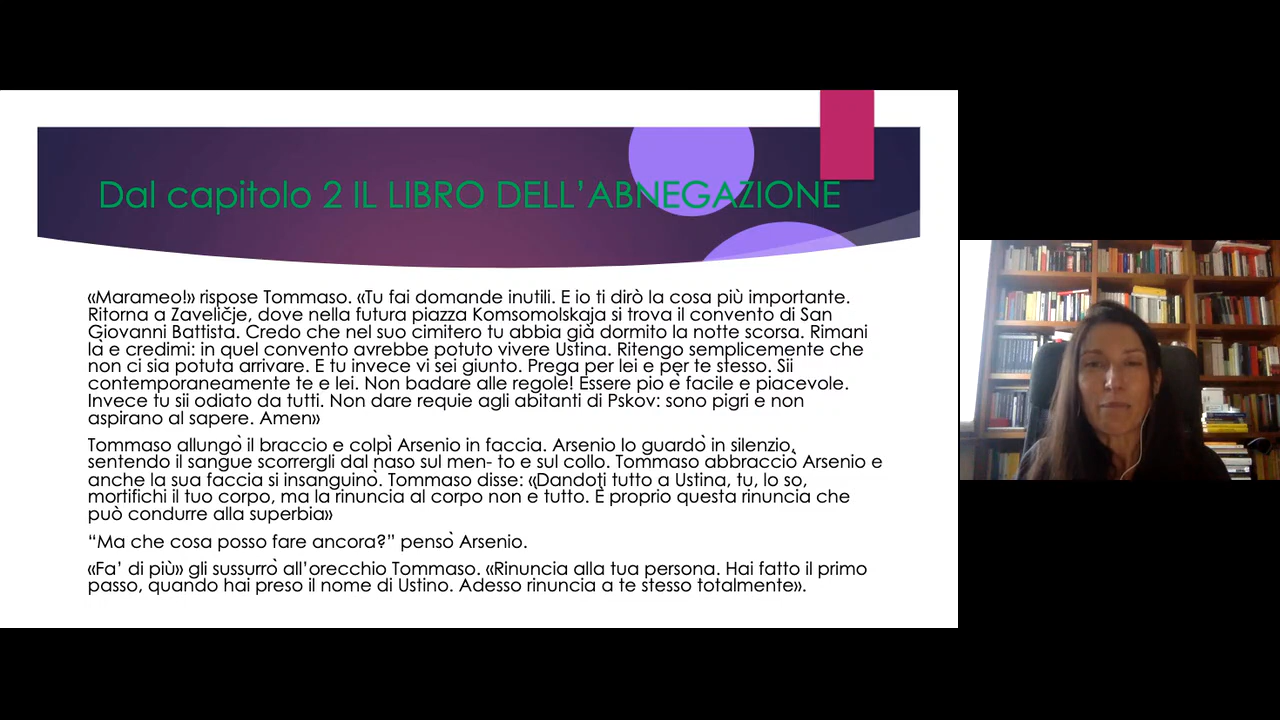 Dal capitolo 2 IL LIBRO DELL’ABNEGAZIONE
«Marameo!» rispose Tommaso. «Tu fai domande inutili. E io ti dirò la cosa più importante.
Ritorna a Zaveličje, dove nella futura piazza Komsomolskaja si trova il convento di San
Giovanni Battista. Credo che nel suo cimitero tu abbia già dormito la notte scorsa. Rimani
là e credimi: in quel convento avrebbe potuto vivere Ustina. Ritengo semplicemente che
non ci sia potuta arrivare. E tu invece vi sei giunto. Prega per lei e per te stesso. Sii
contemporaneamente te e lei. Non badare alle regole! Essere pio e facile e piacevole.
Invece tu sii odiato da tutti. Non dare requie agli abitanti di Pskov: sono pigri e non
aspirano al sapere. Amen»
Tommaso allungò il braccio e colpì Arsenio in faccia. Arsenio lo guardò in silenzio,
sentendo il sangue scorrergli dal naso sul men- to e sul collo. Tommaso abbracciò Arsenio e
anche la sua faccia si insanguinò. Tommaso disse: «Dandoti tutto a Ustina, tu, lo so,
mortifichi il tuo corpo, ma la rinuncia al corpo non è tutto. È proprio questa rinuncia che
può condurre alla superbia»
“Ma che cosa posso fare ancora?” pensò Arsenio.
«Fa’ di più» gli sussurrò all’orecchio Tommaso. «Rinuncia alla tua persona. Hai fatto il primo
passo, quando hai preso il nome di Ustino. Adesso rinuncia a te stesso totalmente».